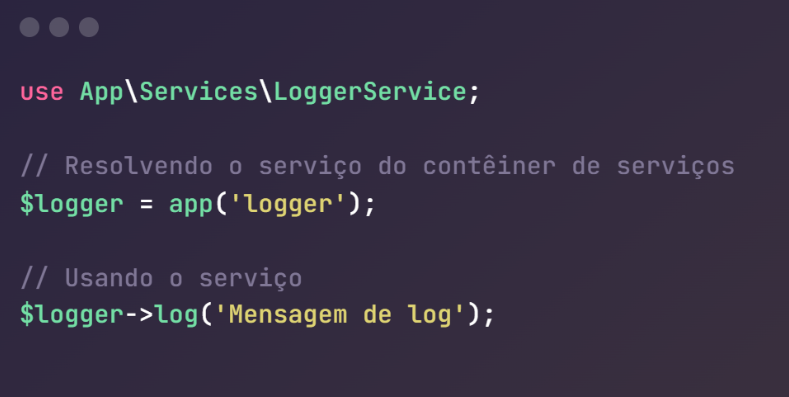 use App\Services\LoggerService;
// Resolvendo o serviço do contêiner de serviços
$logger = app('logger');
// Usando o serviço
$logger->log('Mensagem de log');